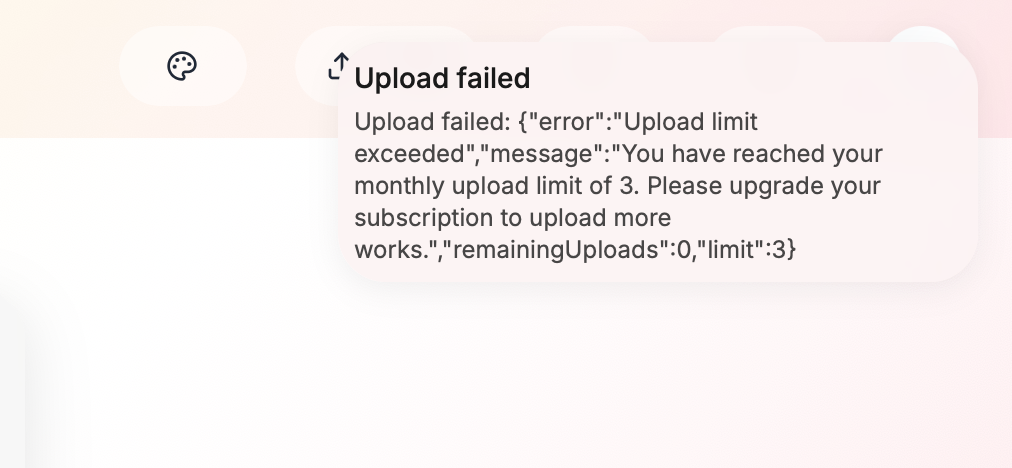 Upload failed
Upload failed: {"error":"Upload limit
exceeded","message":"You have reached your
monthly upload limit of 3. Please upgrade your
subscription to upload more
works.","remainingUploads":0,"limit":3}